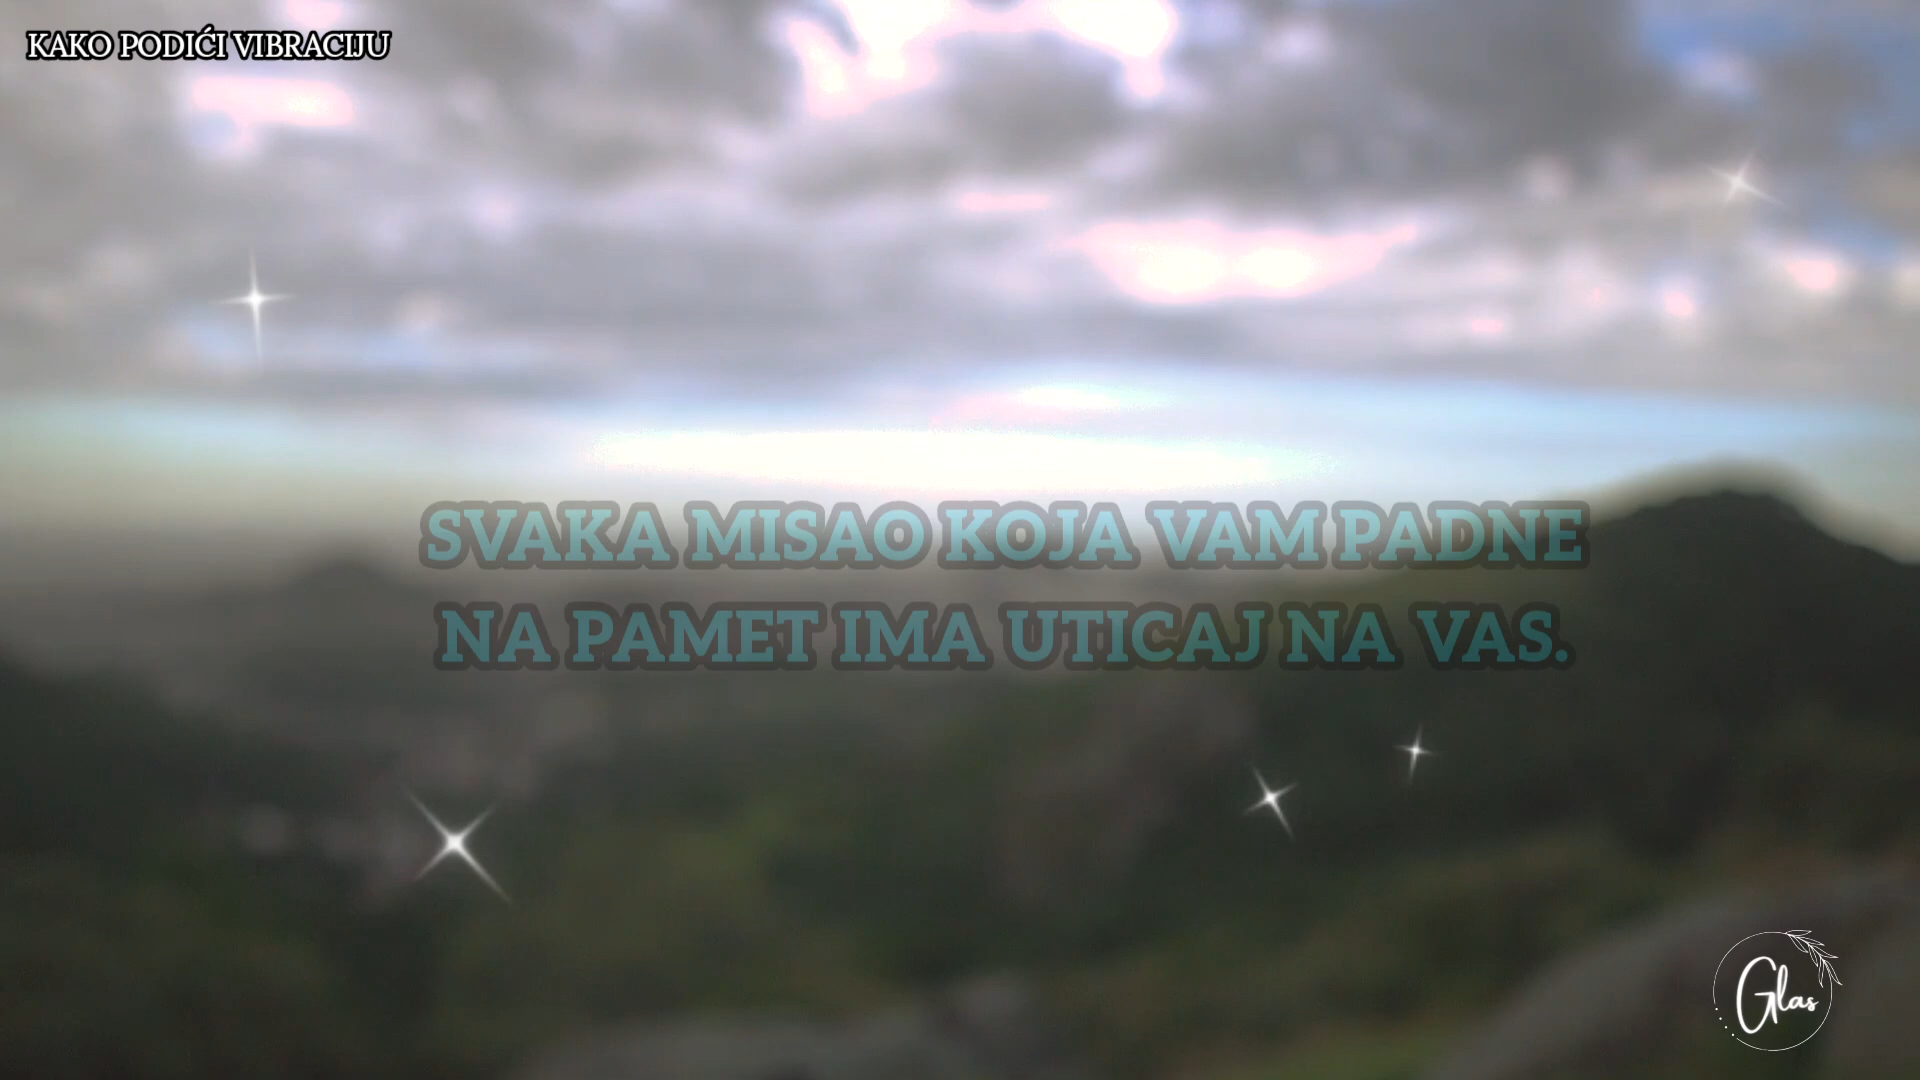 KAKO PODIĆI VIBRACIJU
SVAKA MISAO KOJA VAM PADNE
NA PAMET IMA UTICAJ NA VAS.
Glas